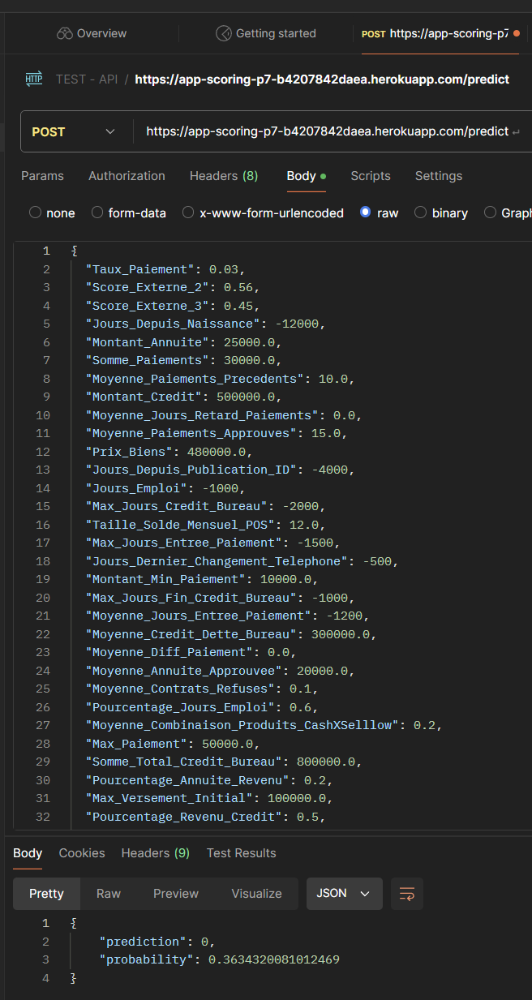 Overview Getting started POST https://app-scoring-p7
HTTP TEST - API / https://app-scoring-p7-b4207842daea.herokuapp.com/predict
POST https://app-scoring-p7-b4207842daea.herokuapp.com/predict
Params Authorization Headers (8) Body Scripts Settings
none form-data x-www-form-urlencoded raw binary Graph
1 {
2 "Taux_Paiement": 0.03,
3 "Score_Externe_2": 0.56,
4 "Score_Externe_3": 0.45,
5 "Jours_Depuis_Naissance": -12000,
6 "Montant_Annuite": 25000.0,
7 "Somme_Paiements": 30000.0,
8 "Moyenne_Paiements_Precedents": 10.0,
9 "Montant_Credit": 500000.0,
10 "Moyenne_Jours_Retard_Paiements": 0.0,
11 "Moyenne_Paiements_Approuves": 15.0,
12 "Prix_Biens": 480000.0,
13 "Jours_Depuis_Publication_ID": -4000,
14 "Jours_Emploi": -1000,
15 "Max_Jours_Credit_Bureau": -2000,
16 "Taille_Solde_Mensuel_POS": 12.0,
17 "Max_Jours_Entree_Paiement": -1500,
18 "Jours_Dernier_Changement_Telephone": -500,
19 "Montant_Min_Paiement": 10000.0,
20 "Max_Jours_Fin_Credit_Bureau": -1000,
21 "Moyenne_Jours_Entree_Paiement": -1200,
22 "Moyenne_Credit_Dette_Bureau": 300000.0,
23 "Moyenne_Diff_Paiement": 0.0,
24 "Moyenne_Annuite_Approuvee": 20000.0,
25 "Moyenne_Contrats_Refuses": 0.1,
26 "Pourcentage_Jours_Emploi": 0.6,
27 "Moyenne_Combinaison_Produits_CashXSelllow": 0.2,
28 "Max_Paiement": 50000.0,
29 "Somme_Total_Credit_Bureau": 800000.0,
30 "Pourcentage_Annuite_Revenu": 0.2,
31 "Max_Versement_Initial": 100000.0,
32 "Pourcentage_Revenu_Credit": 0.5,
Body Cookies Headers (9) Test Results
Pretty Raw Preview Visualize JSON
1 {
2 "prediction": 0,
3 "probability": 0.3634320081012469
4 }